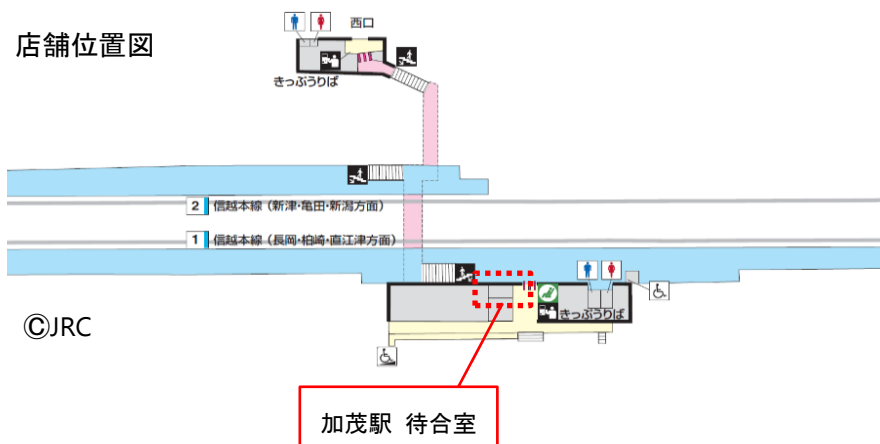 店舗位置図
西口
きっぷうりば
2 信越本線(新津・亀田・新潟方面)
1 信越本線(長岡・柏崎・直江津方面)
きっぷうりば
ⒸJRC
加茂駅 待合室